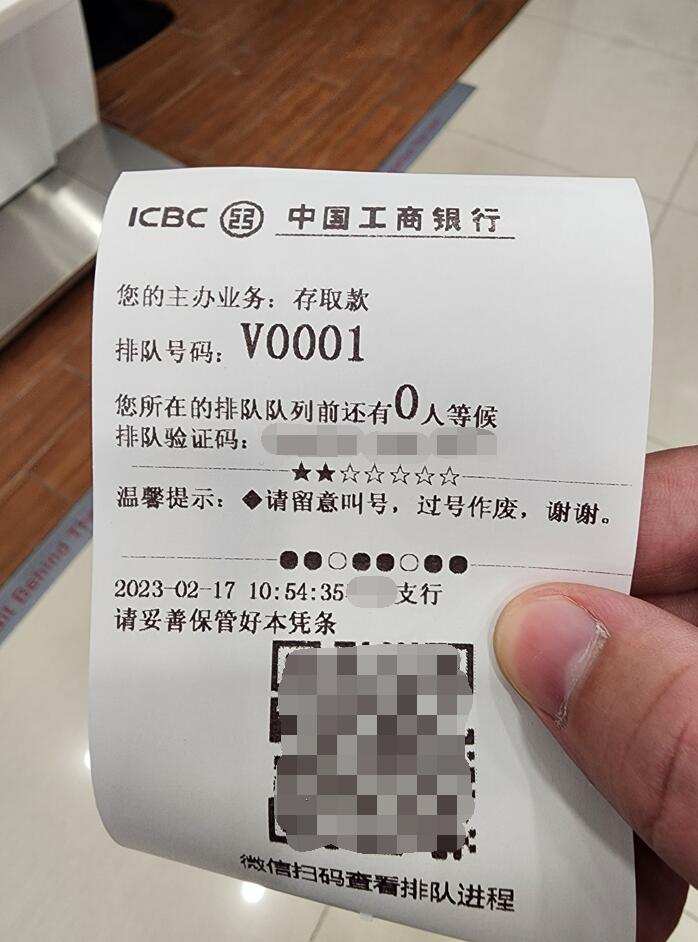 ICBC 中国工商银行
您的主办业务：存取款
排队号码：V0001
您所在的排队队列前还有0人等候
排队验证码：
★★☆☆☆☆☆
温馨提示：◆请留意叫号，过号作废，谢谢。
●●○●●○●●
2023-02-17 10:54:35 支行
请妥善保管好本凭条
微信扫码查看排队进程